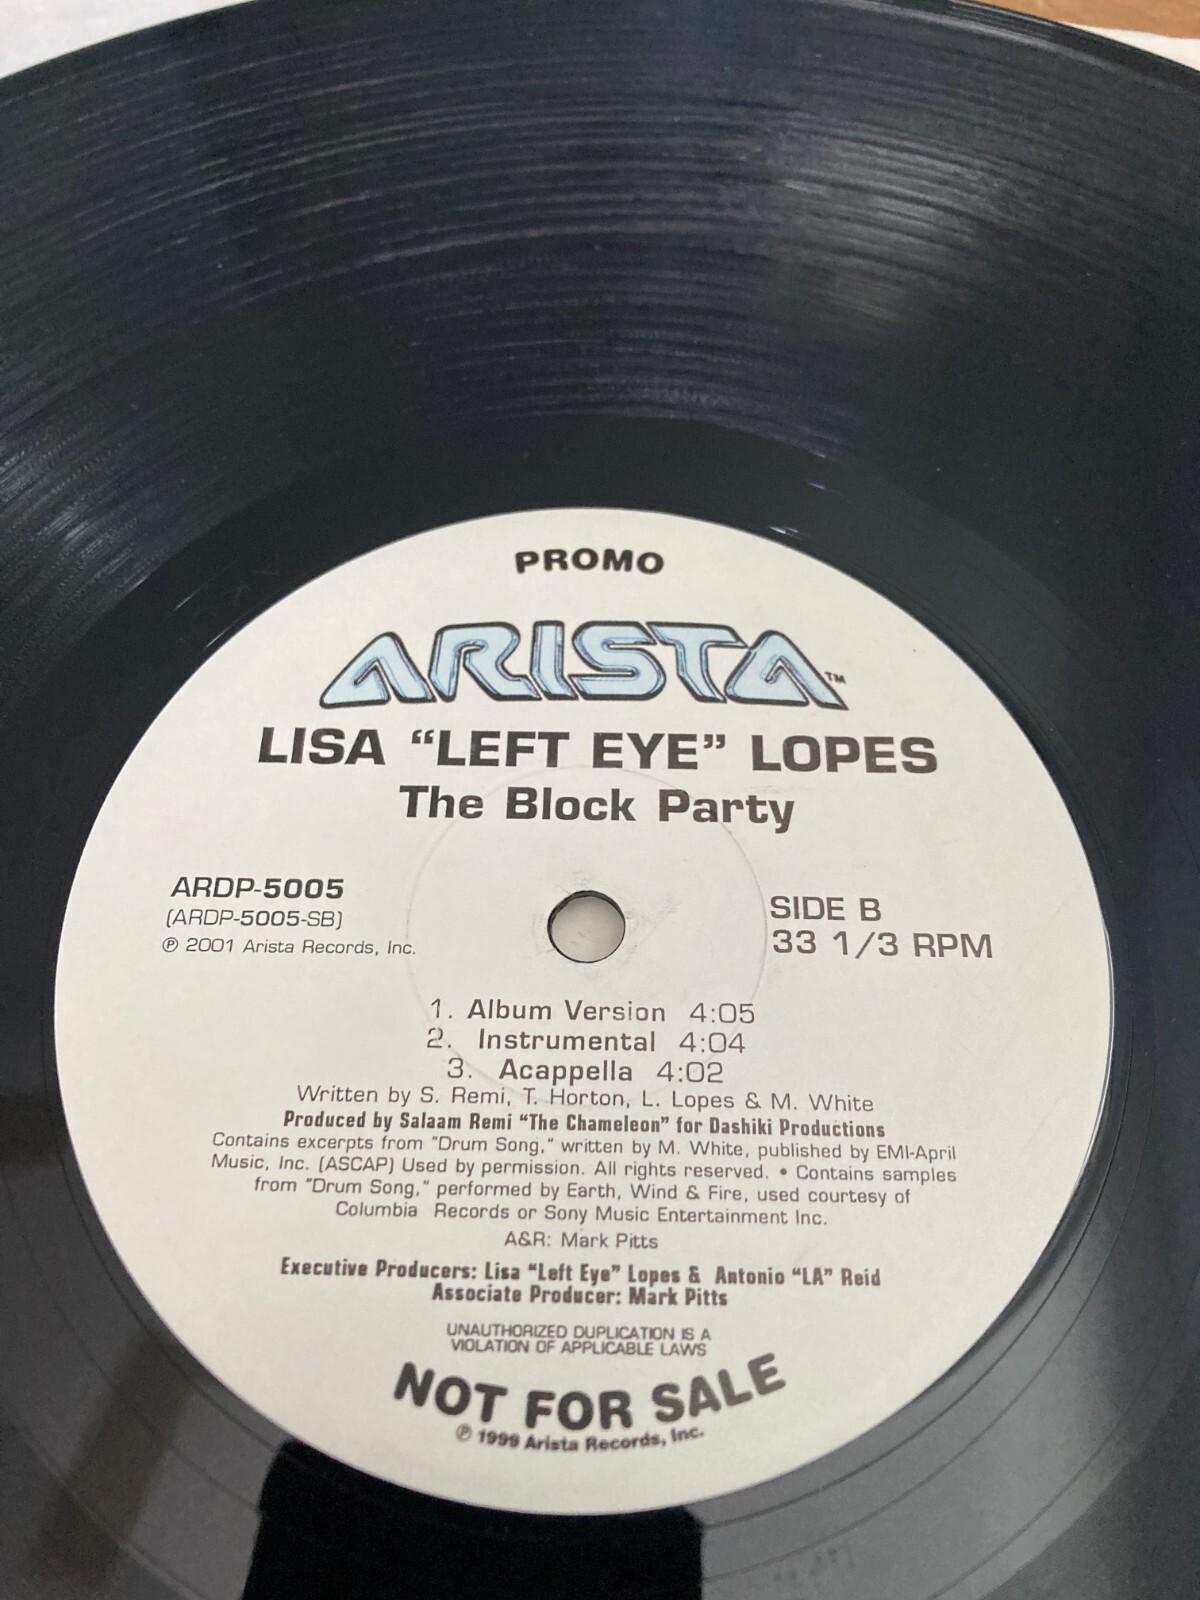 PROMO
ARISTA™
LISA “LEFT EYE” LOPES
The Block Party
ARDP-5005
(ARDP-5005-SB)
℗ 2001 Arista Records, Inc.
SIDE B
33 1/3 RPM
1. Album Version 4:05
2. Instrumental 4:04
3. Acappella 4:02
Written by S. Remi, T. Horton, L. Lopes & M. White
Produced by Salaam Remi “The Chameleon” for Dashiki Productions
Contains excerpts from "Drum Song," written by M. White, published by EMI-April
Music, Inc. (ASCAP) Used by permission. All rights reserved. • Contains samples
from "Drum Song," performed by Earth, Wind & Fire, used courtesy of
Columbia Records or Sony Music Entertainment Inc.
A&R: Mark Pitts
Executive Producers: Lisa “Left Eye” Lopes & Antonio “LA” Reid
Associate Producer: Mark Pitts
UNAUTHORIZED DUPLICATION IS A
VIOLATION OF APPLICABLE LAWS
NOT FOR SALE
℗ 1999 Arista Records, Inc.